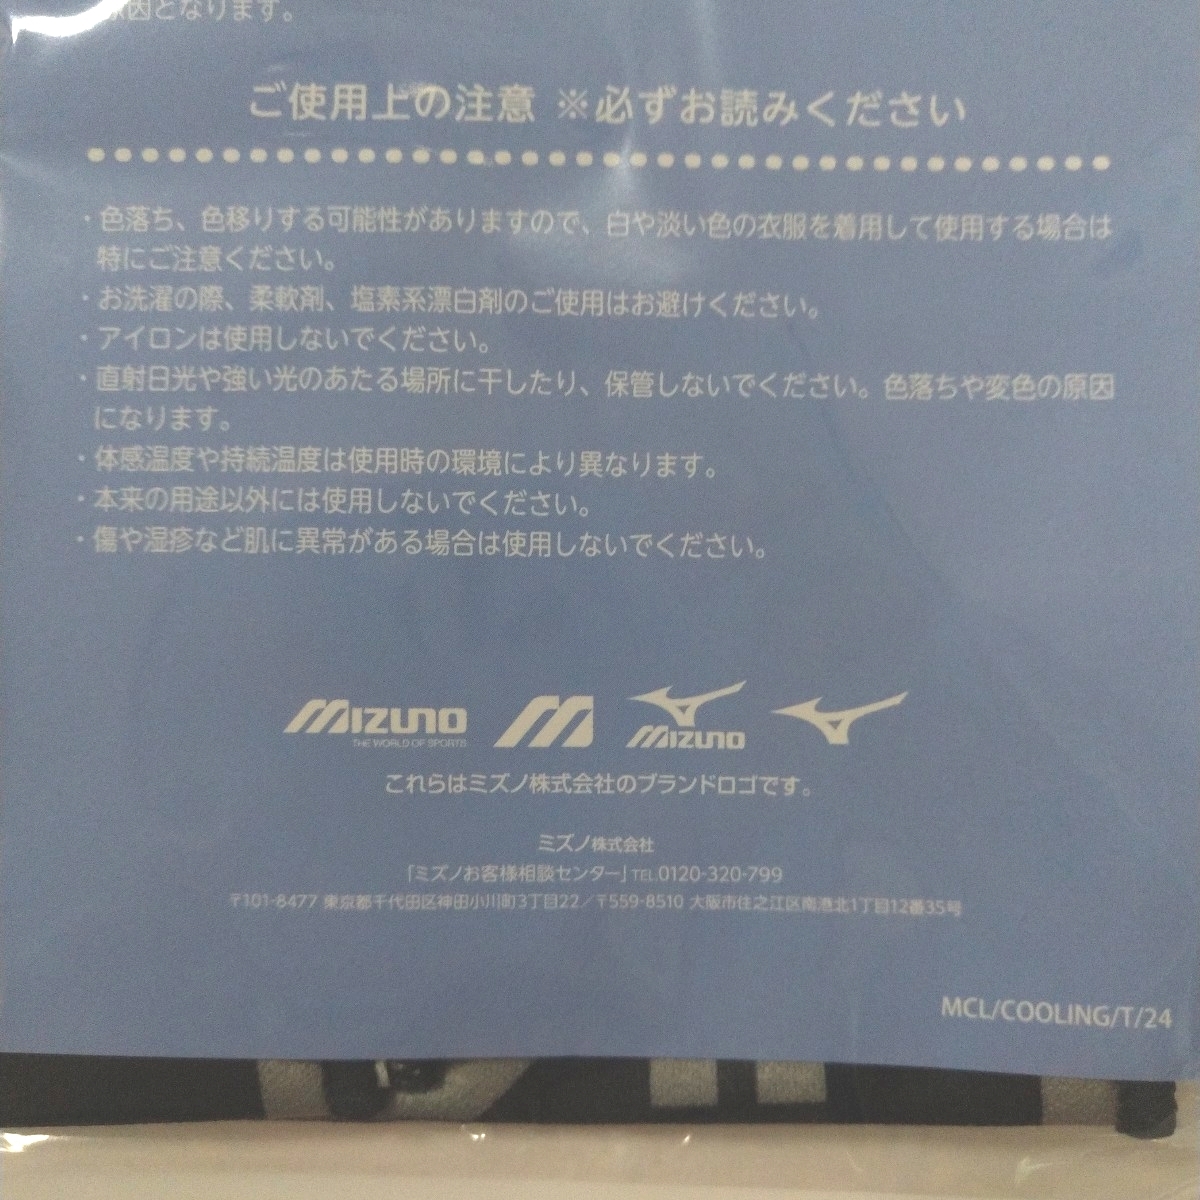 原因となります。
ご使用上の注意 ※必ずお読みください
・色落ち、色移りする可能性がありますので、白や淡い色の衣服を着用して使用する場合は
特にご注意ください。
・お洗濯の際、柔軟剤、塩素系漂白剤のご使用はお避けください。
・アイロンは使用しないでください。
・直射日光や強い光のあたる場所に干したり、保管しないでください。色落ちや変色の原因
になります。
・体感温度や持続温度は使用時の環境により異なります。
・本来の用途以外には使用しないでください。
・傷や湿疹など肌に異常がある場合は使用しないでください。
MIZUNO MIZUNO
THE WORLD OF SPORTS
これらはミズノ株式会社のブランドロゴです。
ミズノ株式会社
「ミズノお客様相談センター」TEL.0120-320-799
〒101-8477 東京都千代田区神田小川町3丁目22/〒559-8510 大阪市住之江区南港北1丁目12番35号
MCL/COOLING/T/24